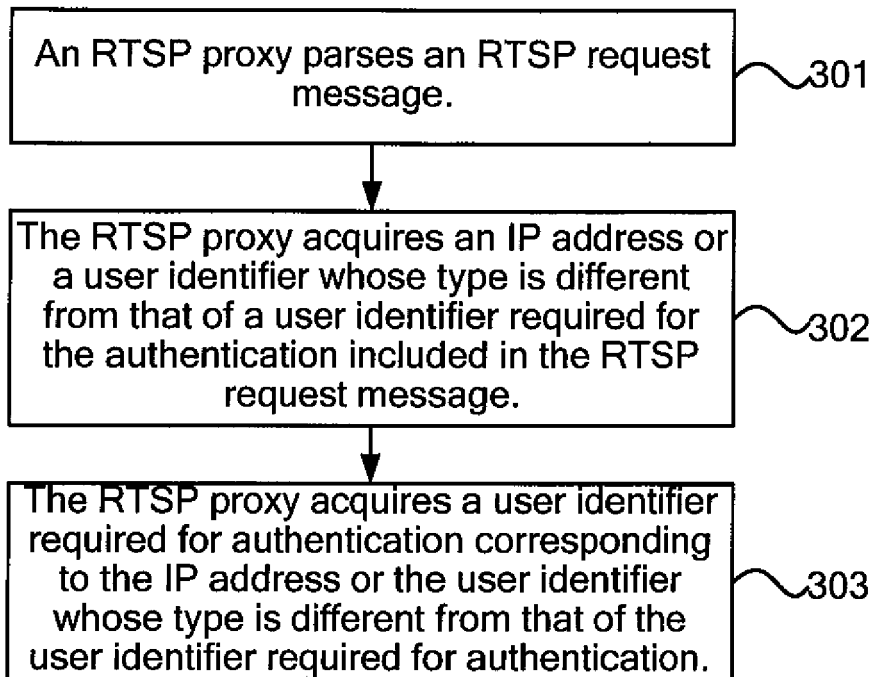 An RTSP proxy parses an RTSP request
message.
301
The RTSP proxy acquires an IP address or
a user identifier whose type is different
from that of a user identifier required for
the authentication included in the RTSP
request message.
302
The RTSP proxy acquires a user identifier
required for authentication corresponding
to the IP address or the user identifier
whose type is different from that of the
user identifier required for authentication.
303